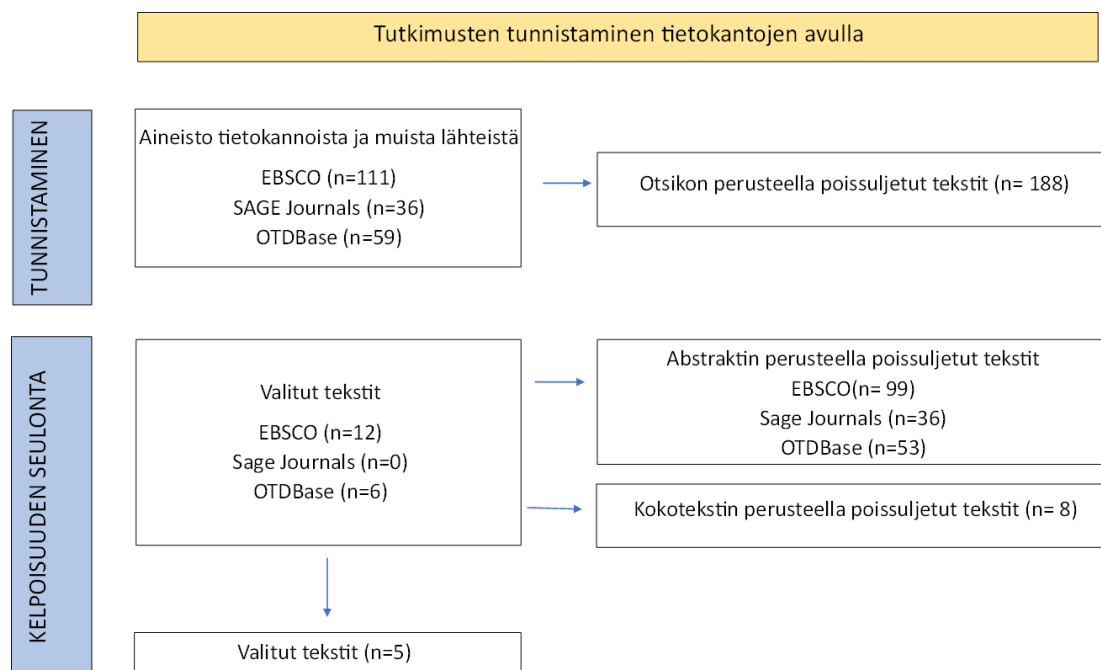 Tutkimusten tunnistaminen tietokantojen avulla
TUNNISTAMINEN
Aineisto tietokannoista ja muista lähteistä
EBSCO (n=111)
SAGE Journals (n=36)
OTDBase (n=59)
Otsikon perusteella poissuljetut tekstit (n= 188)
KELPOISUUDEN SEULONTA
Valitut tekstit
EBSCO (n=12)
Sage Journals (n=0)
OTDBase (n=6)
Abstraktin perusteella poissuljetut tekstit
EBSCO(n= 99)
Sage Journals (n=36)
OTDBase (n=53)
Kokotekstin perusteella poissuljetut tekstit (n= 8)
Valitut tekstit (n=5)